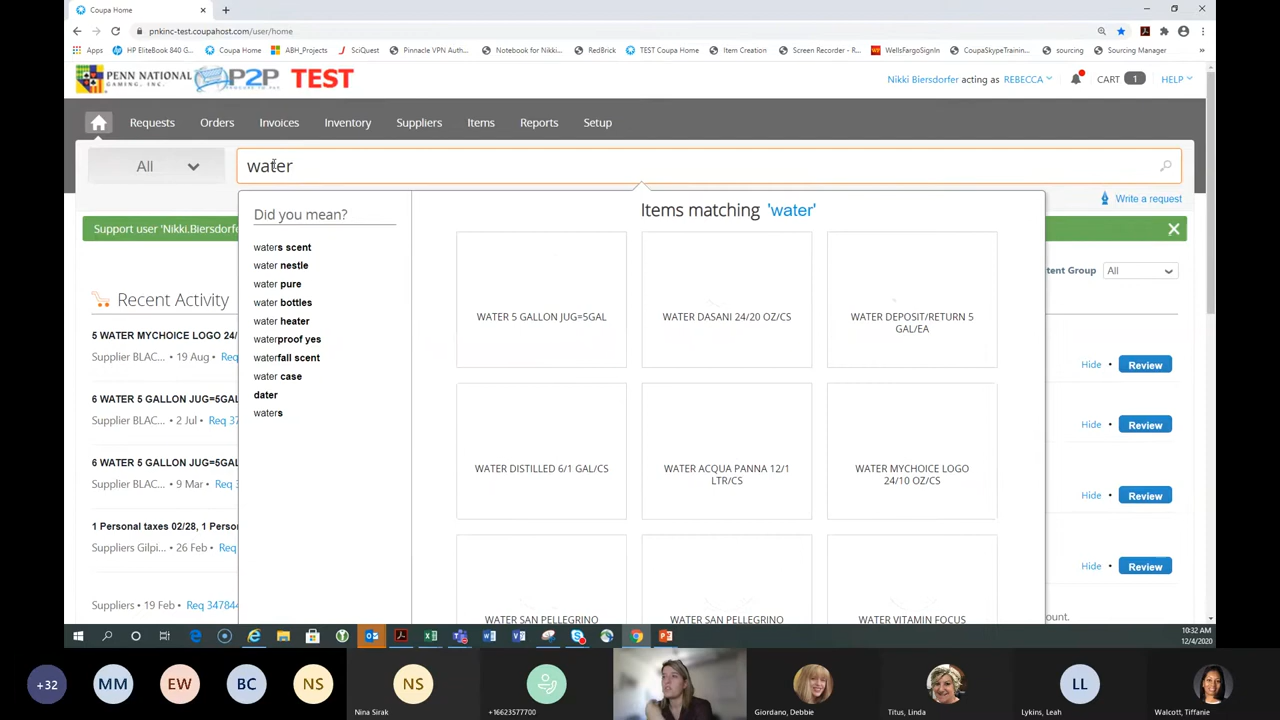 Coupa Home
pnkinc-test.coupahost.com/user/home
Apps HP EliteBook 840 G... Coupa Home ABH_Projects SciQuest Pinnacle VPN Auth... Notebook for Nikki... RedBrick TEST Coupa Home Item Creation Screen Recorder - R... WellsFargoSignIn CoupaSkypeTrainin... sourcing Sourcing Manager
PENN NATIONAL GAMING, INC. P2P TEST
PROCURE TO PAY
Nikki Biersdorfer acting as REBECCA CART 1 HELP
Requests Orders Invoices Inventory Suppliers Items Reports Setup
All water
Write a request
Did you mean? Items matching 'water'
Support user 'Nikki.Biersdorfe
waters scent
water nestle
tent Group All
water pure
Recent Activity
water bottles
WATER 5 GALLON JUG=5GAL WATER DASANI 24/20 OZ/CS WATER DEPOSIT/RETURN 5 GAL/EA
water heater
5 WATER MYCHOICE LOGO 24/
waterproof yes
Supplier BLAC... • 19 Aug • Req
waterfall scent
Hide • Review
water case
6 WATER 5 GALLON JUG=5GAL
dater
waters
Supplier BLAC... • 2 Jul • Req 37
Hide • Review
6 WATER 5 GALLON JUG=5GAL
WATER DISTILLED 6/1 GAL/CS WATER ACQUA PANNA 12/1 LTR/CS WATER MYCHOICE LOGO 24/10 OZ/CS
Supplier BLAC... • 9 Mar • Req 3
Hide • Review
1 Personal taxes 02/28, 1 Perso
Suppliers Gilpi... • 26 Feb • Req
Hide • Review
Suppliers • 19 Feb • Req 347844
WATER SAN PELLEGRINO WATER SAN PELLEGRINO WATER VITAMIN FOCUS
ount.
10:32 AM
12/4/2020
+32 MM EW BC NS NS LL
Nina Sirak +16623577700 Giordano, Debbie Titus, Linda Lykins, Leah Walcott, Tiffanie